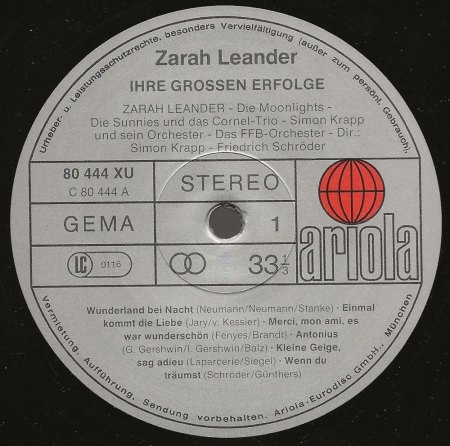 Urheber- u. Leistungsschutzrechte, besonders Vervielfältigung (außer zum persönl. Gebrauch),
Zarah Leander
IHRE GROSSEN ERFOLGE
ZARAH LEANDER - Die Moonlights -
Die Sunnies und das Cornel-Trio - Simon Krapp
und sein Orchester - Das FFB-Orchester - Dir.:
Simon Krapp - Friedrich Schröder
80 444 XU
C 80 444 A
STEREO
GEMA
1
LC 0116
33 1/3
ariola
Wunderland bei Nacht (Neumann/Neumann/Stanke) · Einmal
kommt die Liebe (Jary/v. Kessler) · Merci, mon ami, es
war wunderschön (Fenyes/Brandt) · Antonius
(G. Gershwin/I. Gershwin/Balz) · Kleine Geige,
sag adieu (Laparcerie/Siegel) · Wenn du
träumst (Schröder/Günthers)
Vermietung, Aufführung, Sendung vorbehalten. Ariola-Eurodisc GmbH., München